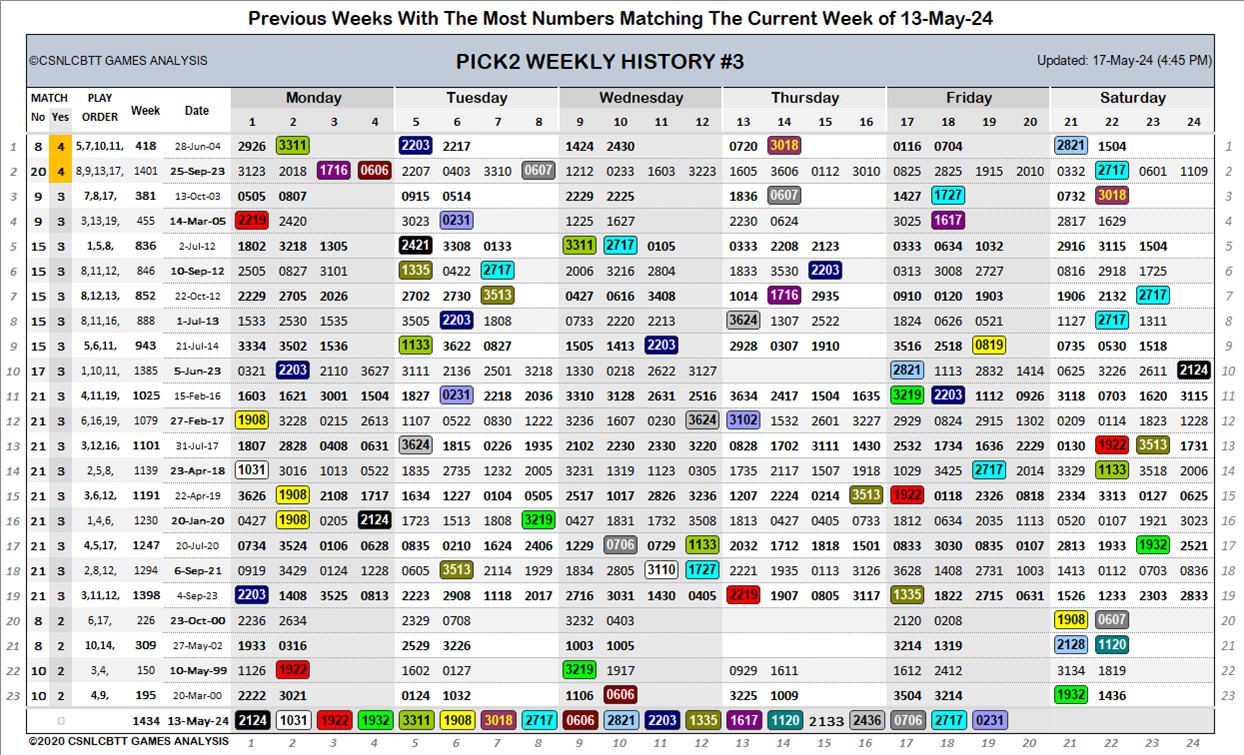 Previous Weeks With The Most Numbers Matching The Current Week of 13-May-24
©CSNLCBTT GAMES ANALYSIS PICK2 WEEKLY HISTORY #3 Updated: 17-May-24 (4:45 PM)
MATCH PLAY Week Date Monday Tuesday Wednesday Thursday Friday Saturday
No Yes ORDER 1 2 3 4 5 6 7 8 9 10 11 12 13 14 15 16 17 18 19 20 21 22 23 24
1 8 4 5,7,10,11, 418 28-Jun-04 2926 3311 2203 2217 1424 2430 0720 3018 0116 0704 2821 1504 1
2 20 4 8,9,13,17, 1401 25-Sep-23 3123 2018 1716 0606 2207 0403 3310 0607 1212 0233 1603 3223 1605 3606 0112 3010 0825 2825 1915 2010 0332 2717 0601 1109 2
3 9 3 7,8,17, 381 13-Oct-03 0505 0807 0915 0514 2229 2225 1836 0607 1427 1727 0732 3018 3
4 9 3 3,13,19, 455 14-Mar-05 2219 2420 3023 0231 1225 1627 2230 0624 3025 1617 2817 1629 4
5 15 3 1,5,8, 836 2-Jul-12 1802 3218 1305 2421 3308 0133 3311 2717 0105 0333 2208 2123 0333 0634 1032 2916 3115 1504 5
6 15 3 8,11,12, 846 10-Sep-12 2505 0827 3101 1335 0422 2717 2006 3216 2804 1833 3530 2203 0313 3008 2727 0816 2918 1725 6
7 15 3 8,12,13, 852 22-Oct-12 2229 2705 2026 2702 2730 3513 0427 0616 3408 1014 1716 2935 0910 0120 1903 1906 2132 2717 7
8 15 3 8,11,16, 888 1-Jul-13 1533 2530 1535 3505 2203 1808 0733 2220 2213 3624 1307 2522 1824 0626 0521 1127 2717 1311 8
9 15 3 5,6,11, 943 21-Jul-14 3334 3502 1536 1133 3622 0827 1505 1413 2203 2928 0307 1910 3516 2518 0819 0735 0530 1518 9
10 17 3 1,10,11, 1385 5-Jun-23 0321 2203 2110 3627 3111 2136 2501 3218 1330 0218 2622 3127 2821 1113 2832 1414 0625 3226 2611 2124 10
11 21 3 4,11,19, 1025 15-Feb-16 1603 1621 3001 1504 1827 0231 2218 2036 3310 3128 2631 2516 3634 2417 1504 1635 3219 2203 1112 0926 3118 0703 1620 3115 11
12 21 3 6,16,19, 1079 27-Feb-17 1908 3228 0215 2613 1107 0522 0830 1222 3236 1607 0230 3624 3102 1532 2601 3227 2929 0824 2915 1302 0209 0114 1823 1228 12
13 21 3 3,12,16, 1101 31-Jul-17 1807 2828 0408 0631 3624 1815 0226 1935 2102 2230 2330 3220 0828 1702 3111 1430 2532 1734 1636 2229 0130 1922 3513 1731 13
14 21 3 2,5,8, 1139 23-Apr-18 1031 3016 1013 0522 1835 2735 1232 2005 3231 1319 1123 0305 1735 2117 1507 1918 1029 3425 2717 2014 3329 1133 3518 2006 14
15 21 3 3,6,12, 1191 22-Apr-19 3626 1908 2108 1717 1634 1227 0104 0505 2517 1017 2826 3236 1207 2224 0214 3513 1922 0118 2326 0818 2334 3313 0127 0625 15
16 21 3 1,4,6, 1230 20-Jan-20 0427 1908 0205 2124 1723 1513 1808 3219 0427 1831 1732 3508 1813 0427 0405 0733 1812 0634 2035 1113 0520 0107 1921 3023 16
17 21 3 4,5,17, 1247 20-Jul-20 0734 3524 0106 0628 0835 0210 1624 2406 1229 0706 0729 1133 2032 1712 1818 1501 0833 3030 0835 0107 2813 1933 1932 2521 17
18 21 3 2,8,12, 1294 6-Sep-21 0919 3429 0124 1228 0605 3513 2114 1929 1834 2805 3110 1727 2221 1935 0113 3126 3628 1408 2731 1003 1413 0112 0703 0836 18
19 21 3 3,11,12, 1398 4-Sep-23 2203 1408 3525 0813 2223 2908 1118 2017 2716 3031 1430 0405 2219 1907 0805 3117 1335 1822 2715 0631 1526 1233 2303 2833 19
20 8 2 6,17, 226 23-Oct-00 2236 2634 2329 0708 3232 0403 2120 0208 1908 0607 20
21 8 2 10,14, 309 27-May-02 1933 0316 2529 3226 1003 1005 3214 1319 2128 1120 21
22 10 2 3,4, 150 10-May-99 1126 1922 1602 0127 3219 1917 0929 1611 1612 2412 3134 1819 22
23 10 2 4,9, 195 20-Mar-00 2222 3021 0124 1032 1106 0606 3225 1009 3504 3214 1932 1436 23
0 1434 13-May-24 2124 1031 1922 1932 3311 1908 3018 2717 0606 2821 2203 1335 1617 1120 2133 2436 0706 2717 0231
©2020 CSNLCBTT GAMES ANALYSIS 1 2 3 4 5 6 7 8 9 10 11 12 13 14 15 16 17 18 19 20 21 22 23 24